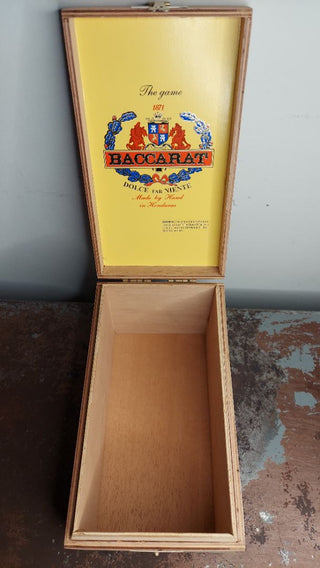 The game
1871
BACCARAT
DOLCE FAR NIENTE
Made by Hand
in Honduras